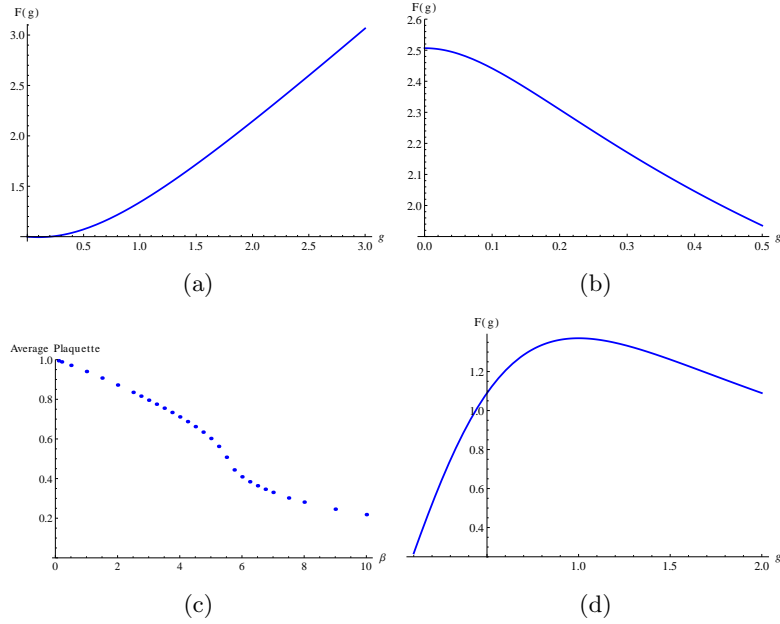 F(g)
3.0
2.5
2.0
1.5
0.5 1.0 1.5 2.0 2.5 3.0 g
(a)
F(g)
2.6
2.5
2.4
2.3
2.2
2.1
2.0
0.0 0.1 0.2 0.3 0.4 0.5 g
(b)
Average Plaquette
1.0
0.8
0.6
0.4
0.2
0 2 4 6 8 10 β
(c)
F(g)
1.2
1.0
0.8
0.6
0.4
1.0 1.5 2.0 g
(d)